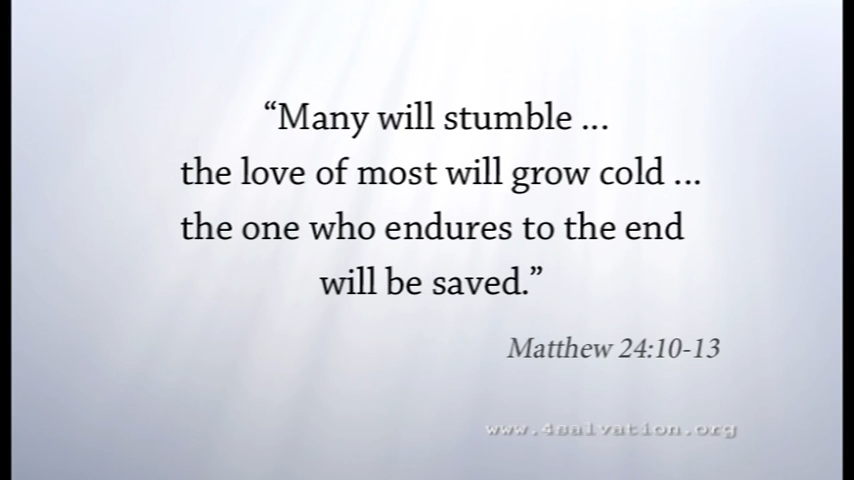 “Many will stumble ...
the love of most will grow cold ...
the one who endures to the end
will be saved.”
Matthew 24:10-13
www.4salvation.org